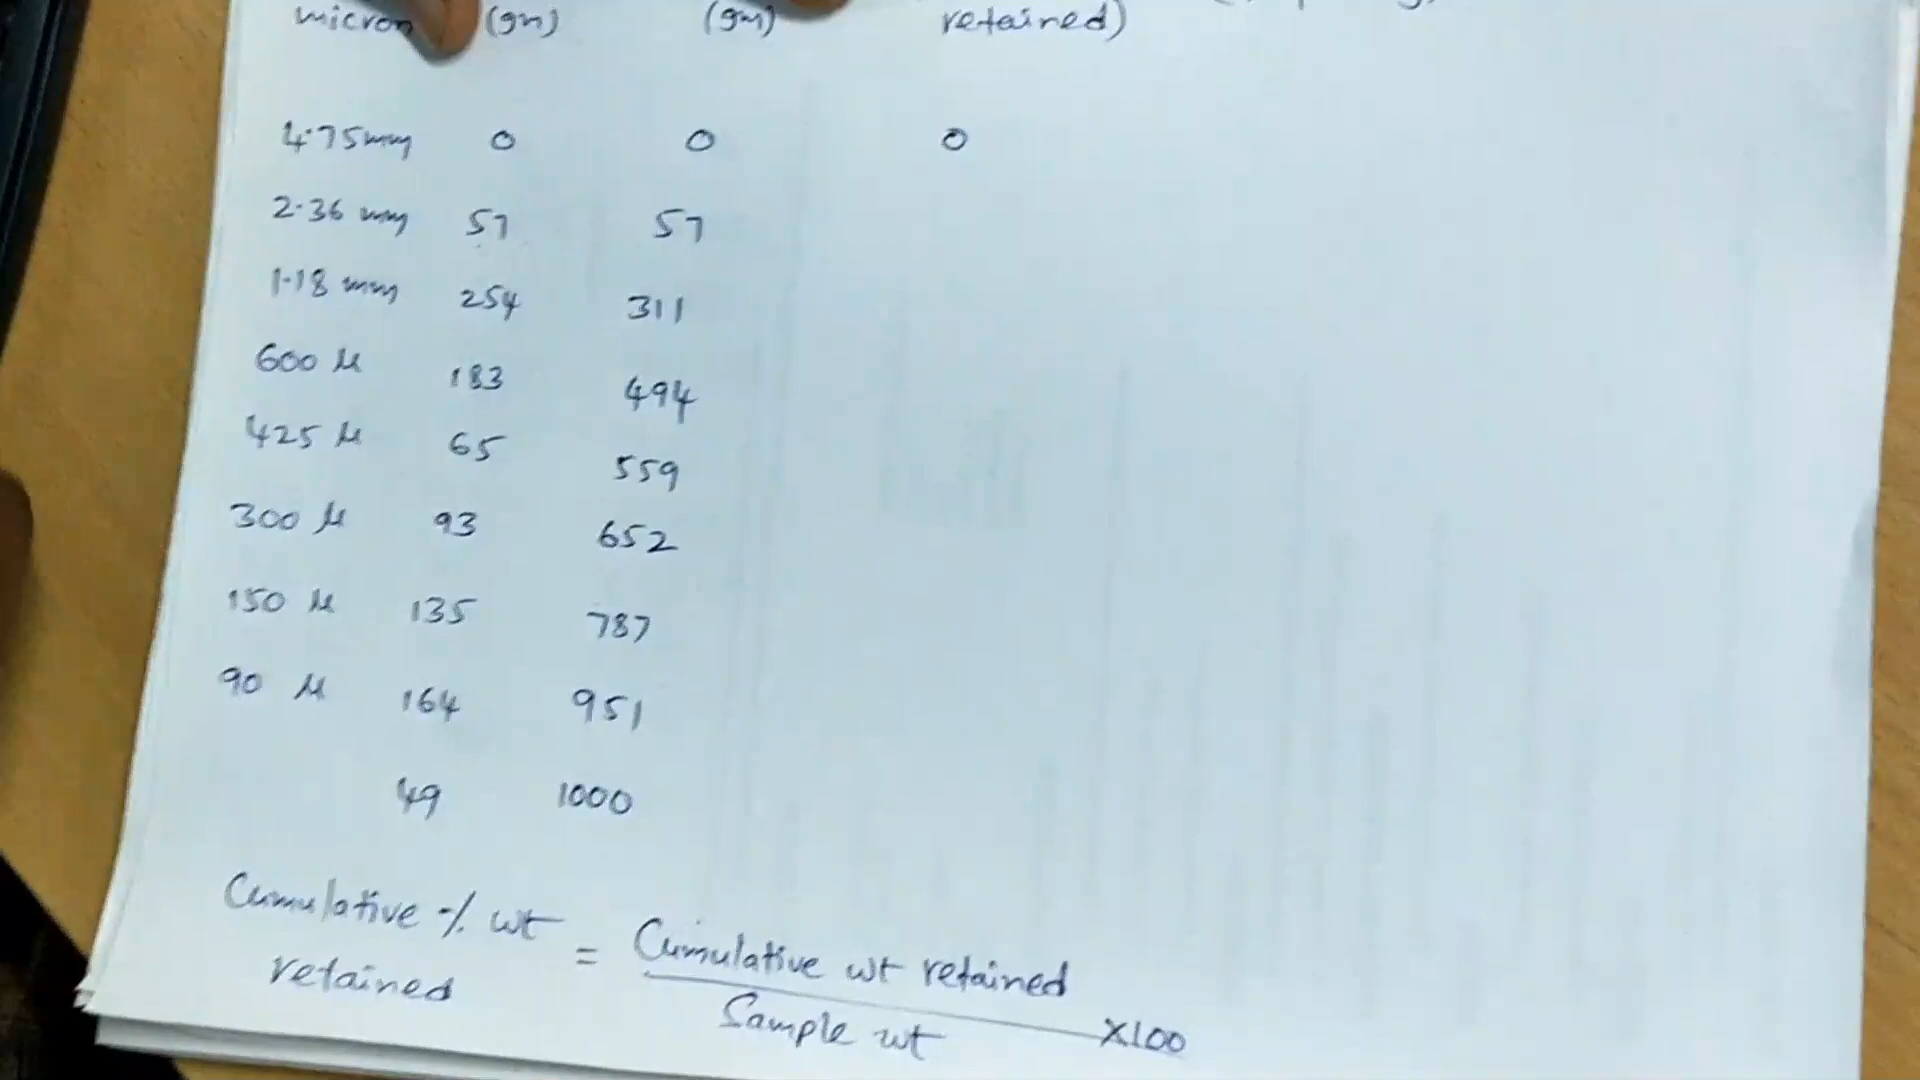 micron (gm) (gm) retained)
4.75mm 0 0 0
2.36 mm 57 57
1.18 mm 254 311
600 μ 183 494
425 μ 65 559
300 μ 93 652
150 μ 135 787
90 μ 164 951
49 1000
Cumulative % wt
retained
= Cumulative wt retained
Sample wt
X100